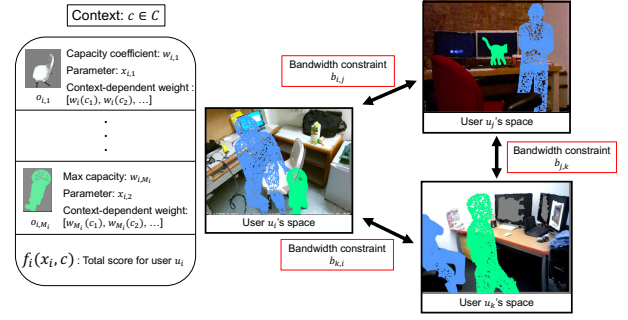 Context: c ∈ C
Capacity coefficient: w_{i,1}
Parameter: x_{i,1}
Context-dependent weight :
[w_i(c_1), w_i(c_2), …]
o_{i,1}
.
.
.
Max capacity: w_{i,M_i}
Parameter: x_{i,2}
Context-dependent weight:
[w_{M_i}(c_1), w_{M_i}(c_2), …]
o_{i,M_i}
f_i(x_i, c) : Total score for user u_i
Bandwidth constraint
b_{i,j}
User u_i's space
Bandwidth constraint
b_{k,i}
User u_j's space
Bandwidth constraint
b_{j,k}
User u_k's space